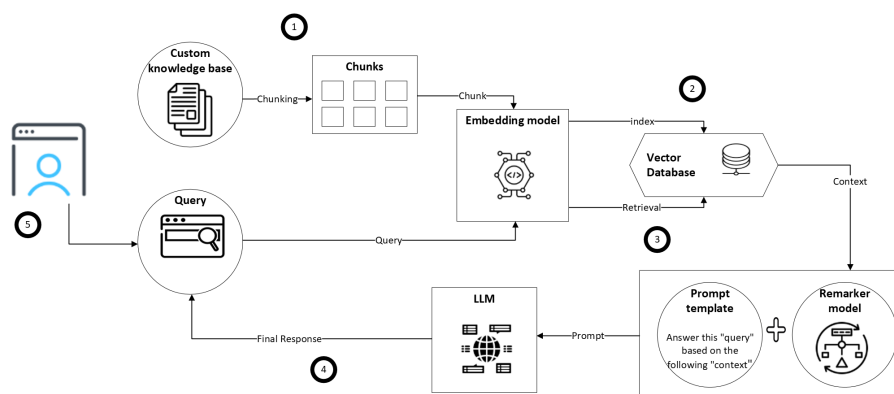 1
Custom
knowledge base
Chunking
Chunks
Chunk
Embedding model
</>
index
2
Vector
Database
Retrieval
3
Context
5
Query
Query
Prompt
template
Answer this "query"
based on the
following "context"
Remarker
model
Prompt
LLM
Final Response
4